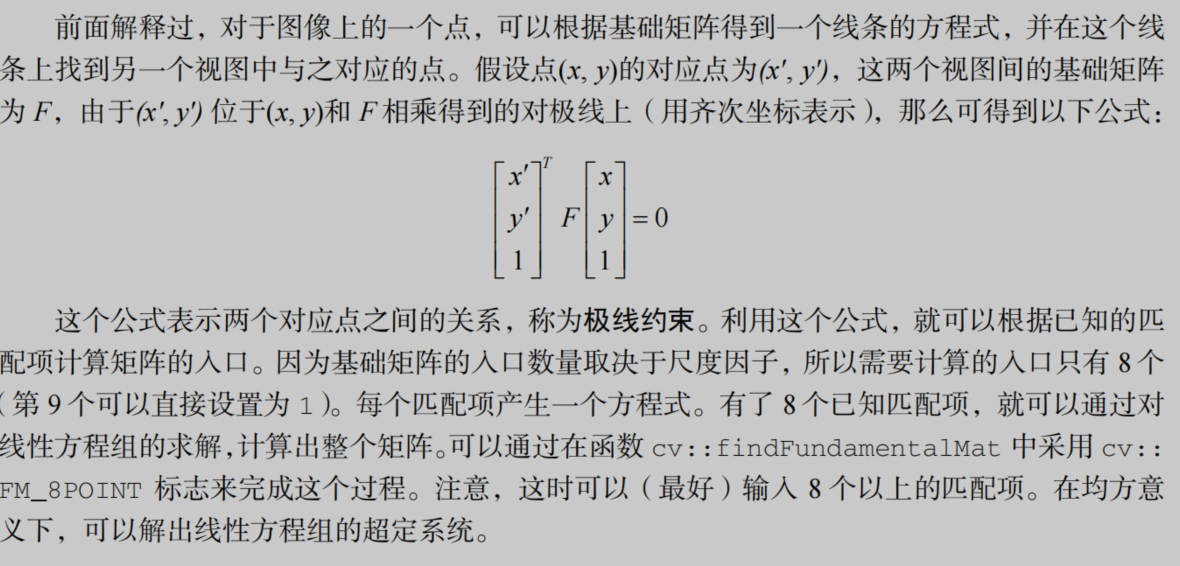 前面解释过，对于图像上的一个点，可以根据基础矩阵得到一个线条的方程式，并在这个线
条上找到另一个视图中与之对应的点。假设点(x, y)的对应点为(x′, y′)，这两个视图间的基础矩阵
为 F，由于(x′, y′) 位于(x, y)和 F 相乘得到的对极线上（用齐次坐标表示），那么可得到以下公式：
[x′ y′ 1]^T F [x y 1] = 0
这个公式表示两个对应点之间的关系，称为极线约束。利用这个公式，就可以根据已知的匹
配项计算矩阵的入口。因为基础矩阵的入口数量取决于尺度因子，所以需要计算的入口只有 8 个
（第 9 个可以直接设置为 1）。每个匹配项产生一个方程式。有了 8 个已知匹配项，就可以通过对
线性方程组的求解，计算出整个矩阵。可以通过在函数 cv::findFundamentalMat 中采用 cv::
FM_8POINT 标志来完成这个过程。注意，这时可以（最好）输入 8 个以上的匹配项。在均方意
义下，可以解出线性方程组的超定系统。